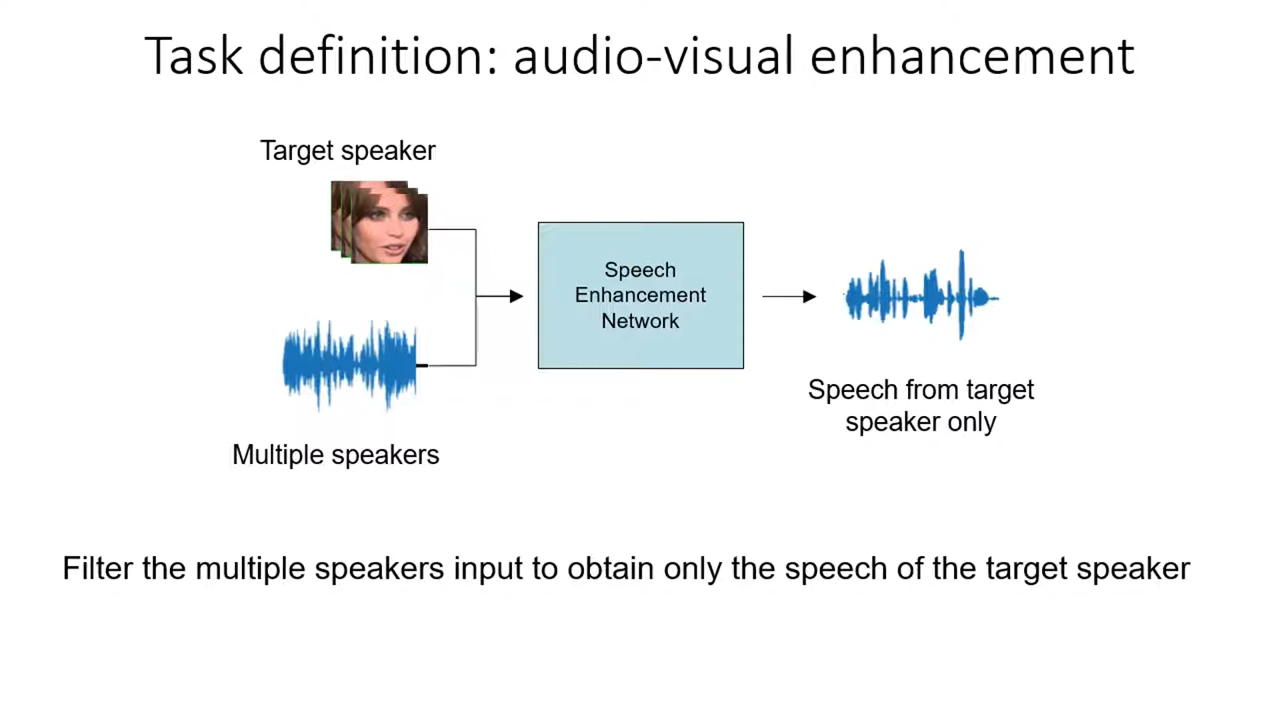 Task definition: audio-visual enhancement
Target speaker
Speech
Enhancement
Network
Speech from target
speaker only
Multiple speakers
Filter the multiple speakers input to obtain only the speech of the target speaker